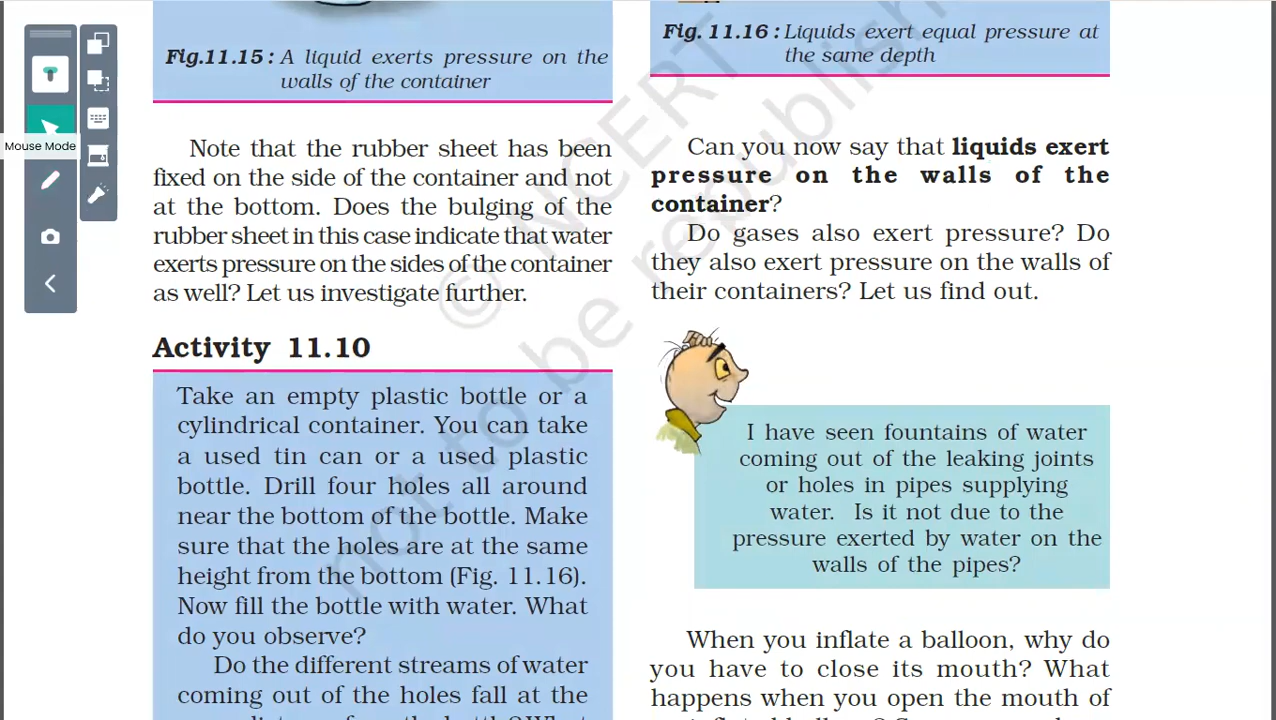 Mouse Mode
Fig.11.15 : A liquid exerts pressure on the
walls of the container
Note that the rubber sheet has been
fixed on the side of the container and not
at the bottom. Does the bulging of the
rubber sheet in this case indicate that water
exerts pressure on the sides of the container
as well? Let us investigate further.
Activity 11.10
Take an empty plastic bottle or a
cylindrical container. You can take
a used tin can or a used plastic
bottle. Drill four holes all around
near the bottom of the bottle. Make
sure that the holes are at the same
height from the bottom (Fig. 11.16).
Now fill the bottle with water. What
do you observe?
Do the different streams of water
coming out of the holes fall at the
Fig. 11.16 : Liquids exert equal pressure at
the same depth
Can you now say that liquids exert
pressure on the walls of the
container?
Do gases also exert pressure? Do
they also exert pressure on the walls of
their containers? Let us find out.
I have seen fountains of water
coming out of the leaking joints
or holes in pipes supplying
water. Is it not due to the
pressure exerted by water on the
walls of the pipes?
When you inflate a balloon, why do
you have to close its mouth? What
happens when you open the mouth of
© NCERT
not to be republish